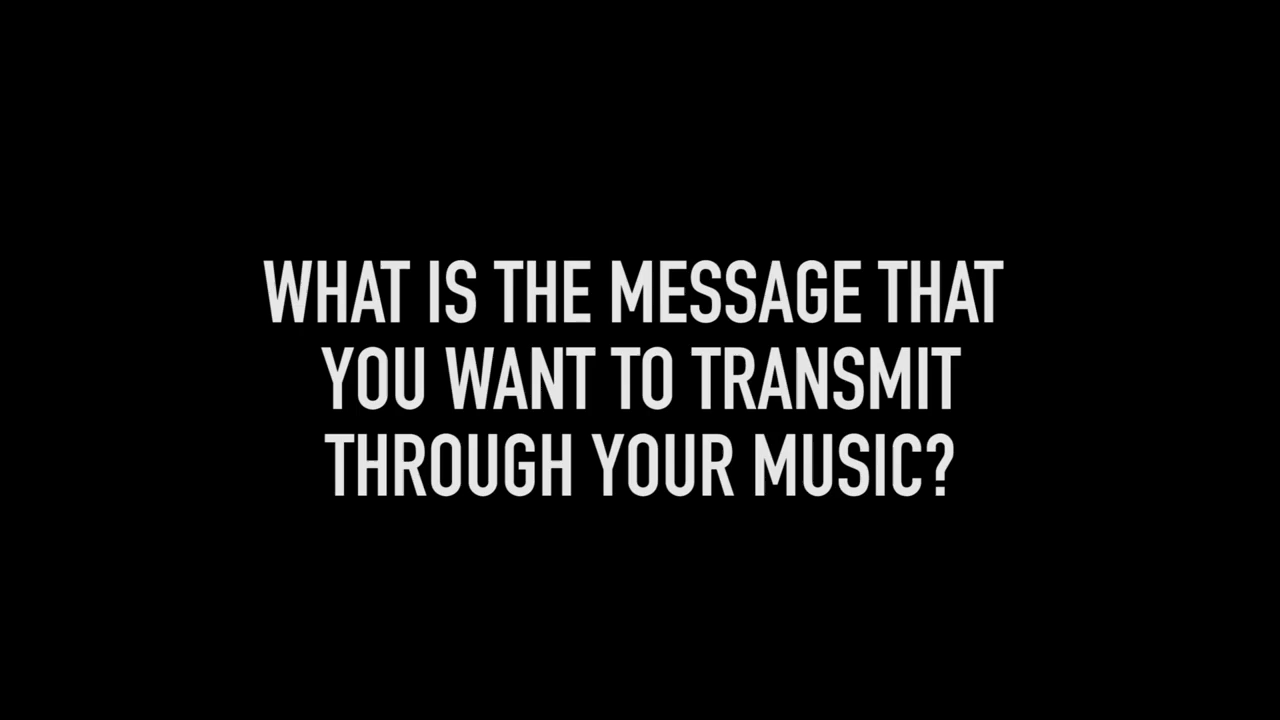 WHAT IS THE MESSAGE THAT
YOU WANT TO TRANSMIT
THROUGH YOUR MUSIC?